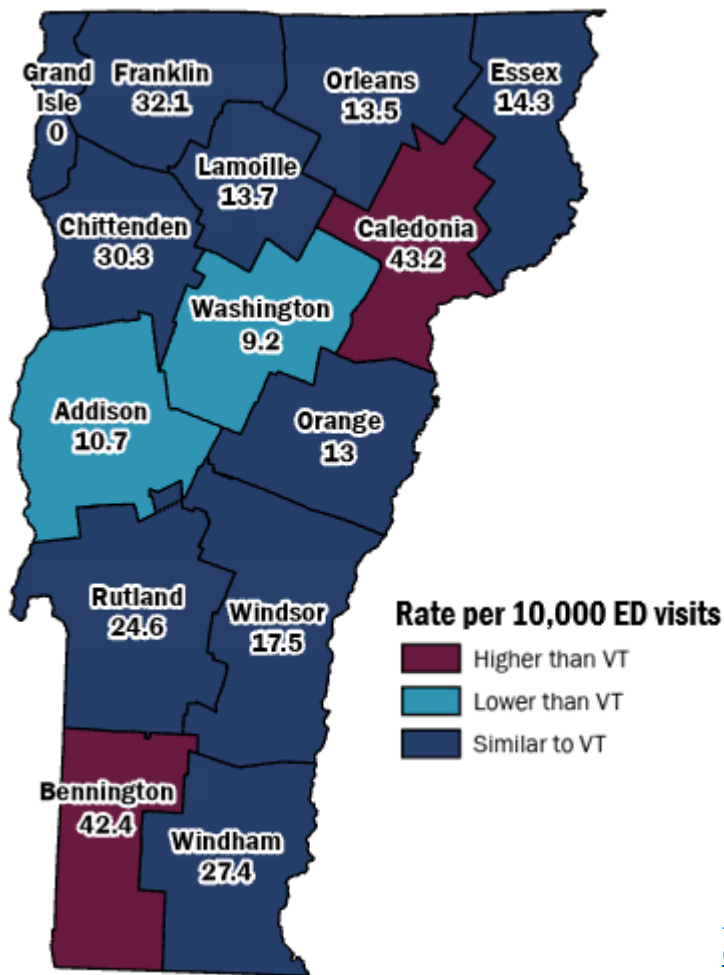 Grand
Isle
0
Franklin
32.1
Orleans
13.5
Essex
14.3
Lamoille
13.7
Chittenden
30.3
Caledonia
43.2
Washington
9.2
Addison
10.7
Orange
13
Rutland
24.6
Windsor
17.5
Rate per 10,000 ED visits
Higher than VT
Lower than VT
Similar to VT
Bennington
42.4
Windham
27.4